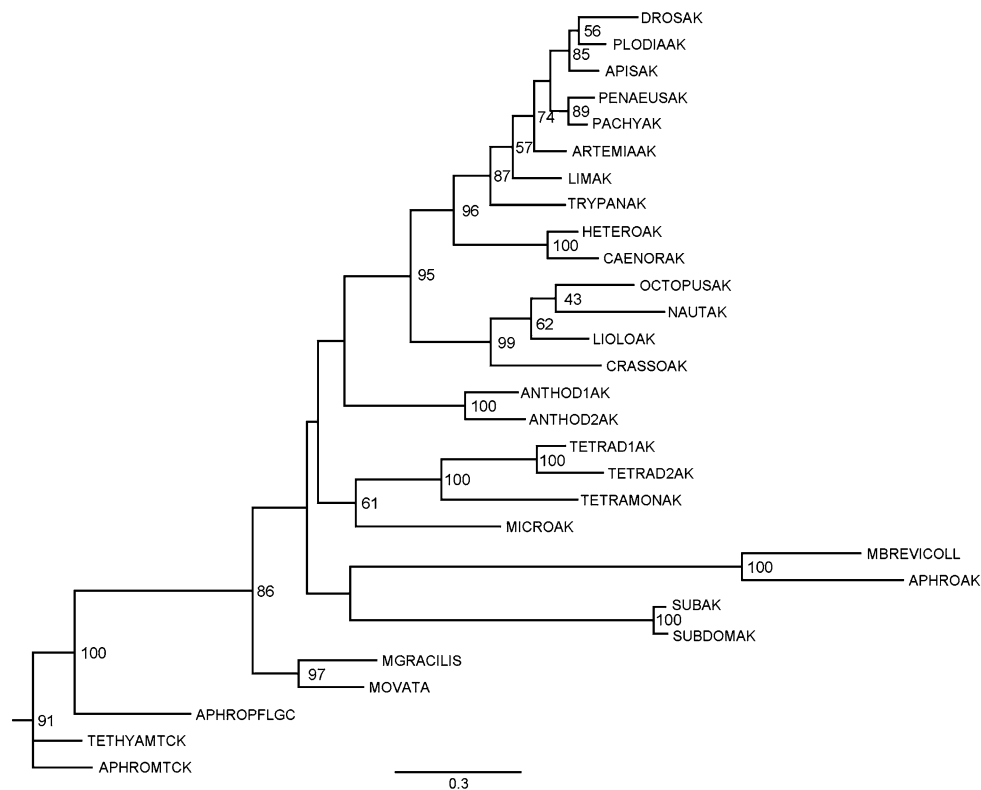 DROSAK
56
PLODIAAK
85
APISAK
PENAEUSAK
89
74
PACHYAK
57
ARTEMIAAK
87
LIMAK
TRYPANAK
96
HETEROAK
100
CAENORAK
95
OCTOPUSAK
43
NAUTAK
62
LIOLOAK
99
CRASSOAK
ANTHOD1AK
100
ANTHOD2AK
TETRAD1AK
100
TETRAD2AK
100
TETRAMONAK
61
MICROAK
MBREVICOLL
100
APHROAK
86
SUBAK
100
SUBDOMAK
100
MGRACILIS
97
MOVATA
APHROPFLGC
91
TETHYAMTCK
APHROMTCK
0.3